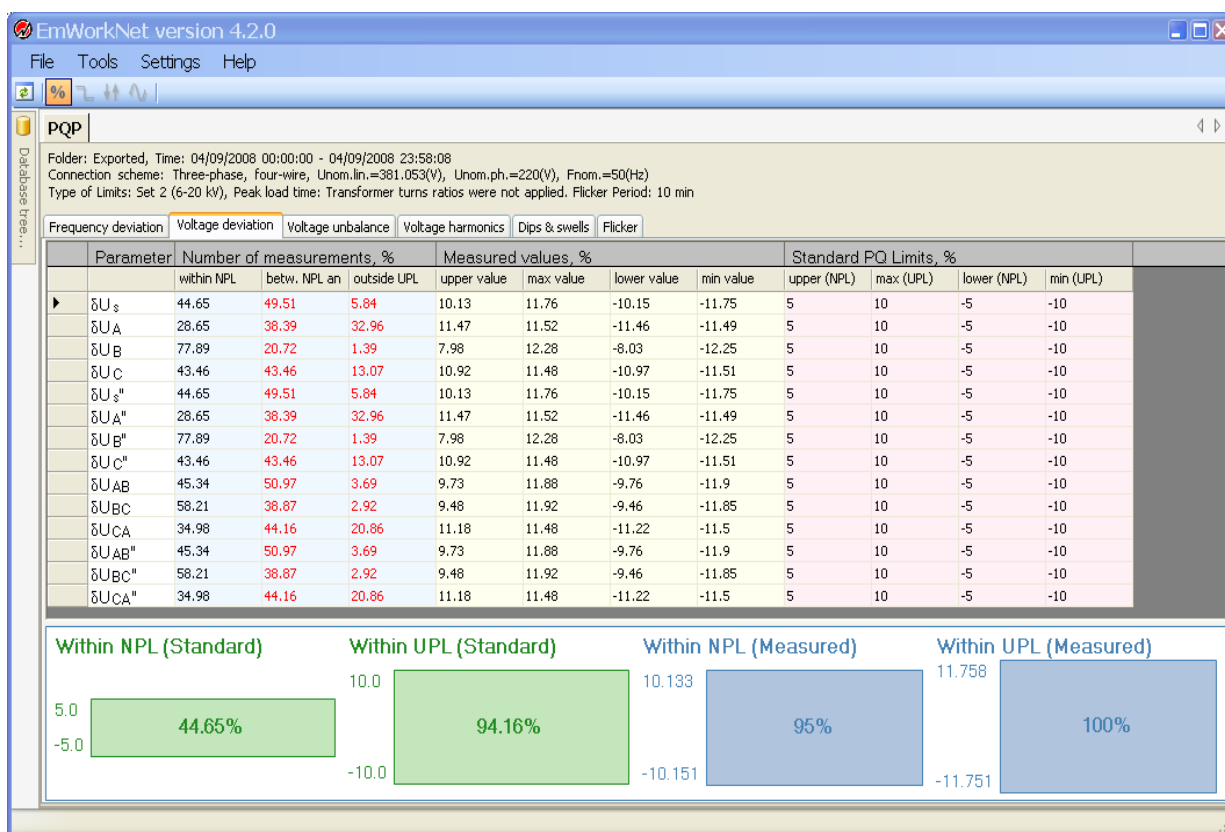 EmWorkNet version 4.2.0
File Tools Settings Help
%
PQP
Database tree...
Folder: Exported, Time: 04/09/2008 00:00:00 - 04/09/2008 23:58:08
Connection scheme: Three-phase, four-wire, Unom.lin.=381.053(V), Unom.ph.=220(V), Fnom.=50(Hz)
Type of Limits: Set 2 (6-20 kV), Peak load time: Transformer turns ratios were not applied. Flicker Period: 10 min
Frequency deviation Voltage deviation Voltage unbalance Voltage harmonics Dips & swells Flicker
Parameter Number of measurements, % Measured values, % Standard PQ Limits, %
within NPL betw. NPL an outside UPL upper value max value lower value min value upper (NPL) max (UPL) lower (NPL) min (UPL)
δUs 44.65 49.51 5.84 10.13 11.76 -10.15 -11.75 5 10 -5 -10
δUA 28.65 38.39 32.96 11.47 11.52 -11.46 -11.49 5 10 -5 -10
δUB 77.89 20.72 1.39 7.98 12.28 -8.03 -12.25 5 10 -5 -10
δUC 43.46 43.46 13.07 10.92 11.48 -10.97 -11.51 5 10 -5 -10
δUs" 44.65 49.51 5.84 10.13 11.76 -10.15 -11.75 5 10 -5 -10
δUA" 28.65 38.39 32.96 11.47 11.52 -11.46 -11.49 5 10 -5 -10
δUB" 77.89 20.72 1.39 7.98 12.28 -8.03 -12.25 5 10 -5 -10
δUC" 43.46 43.46 13.07 10.92 11.48 -10.97 -11.51 5 10 -5 -10
δUAB 45.34 50.97 3.69 9.73 11.88 -9.76 -11.9 5 10 -5 -10
δUBC 58.21 38.87 2.92 9.48 11.92 -9.46 -11.85 5 10 -5 -10
δUCA 34.98 44.16 20.86 11.18 11.48 -11.22 -11.5 5 10 -5 -10
δUAB" 45.34 50.97 3.69 9.73 11.88 -9.76 -11.9 5 10 -5 -10
δUBC" 58.21 38.87 2.92 9.48 11.92 -9.46 -11.85 5 10 -5 -10
δUCA" 34.98 44.16 20.86 11.18 11.48 -11.22 -11.5 5 10 -5 -10
Within NPL (Standard) Within UPL (Standard) Within NPL (Measured) Within UPL (Measured)
10.0 10.133 11.758
5.0
44.65% 94.16% 95% 100%
-5.0
-10.0 -10.151 -11.751